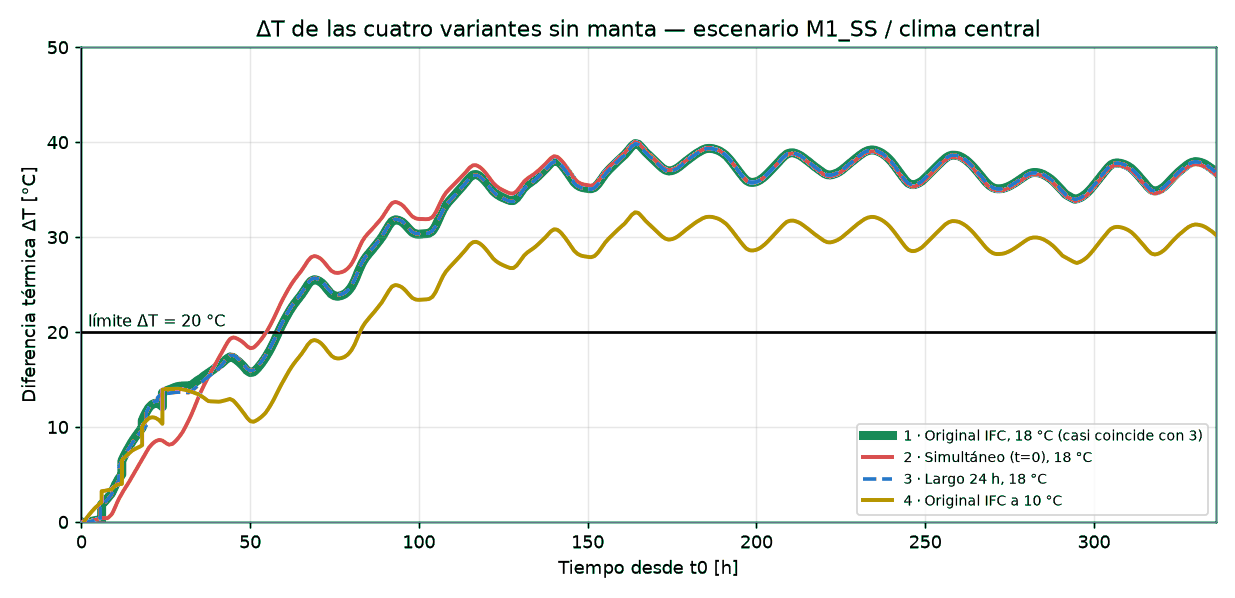 ΔT de las cuatro variantes sin manta — escenario M1_SS / clima central
Diferencia térmica ΔT [°C]
50
40
30
20
10
0
límite ΔT = 20 °C
1 · Original IFC, 18 °C (casi coincide con 3)
2 · Simultáneo (t=0), 18 °C
3 · Largo 24 h, 18 °C
4 · Original IFC a 10 °C
0 50 100 150 200 250 300
Tiempo desde t0 [h]